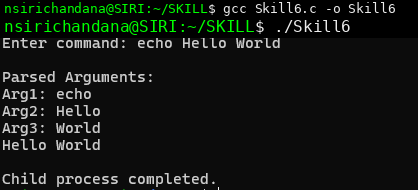 nsirichandana@SIRI:~/SKILL$ gcc Skill6.c -o Skill6
nsirichandana@SIRI:~/SKILL$ ./Skill6
Enter command: echo Hello World
Parsed Arguments:
Arg1: echo
Arg2: Hello
Arg3: World
Hello World
Child process completed.